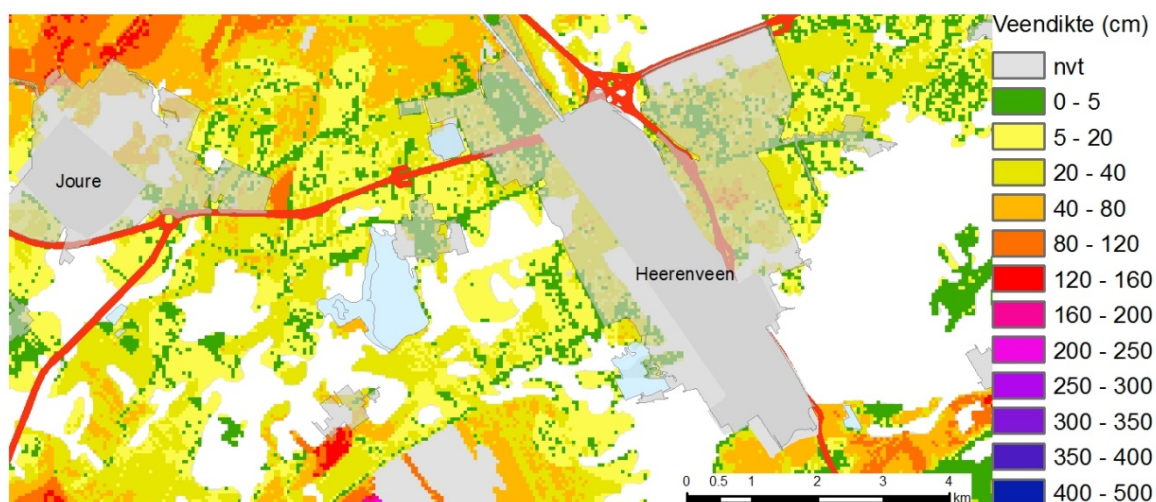 Veendikte (cm)
nvt
0 - 5
5 - 20
20 - 40
40 - 80
80 - 120
120 - 160
160 - 200
200 - 250
250 - 300
300 - 350
350 - 400
400 - 500
Joure
Heerenveen
0 0.5 1 2 3 4
km